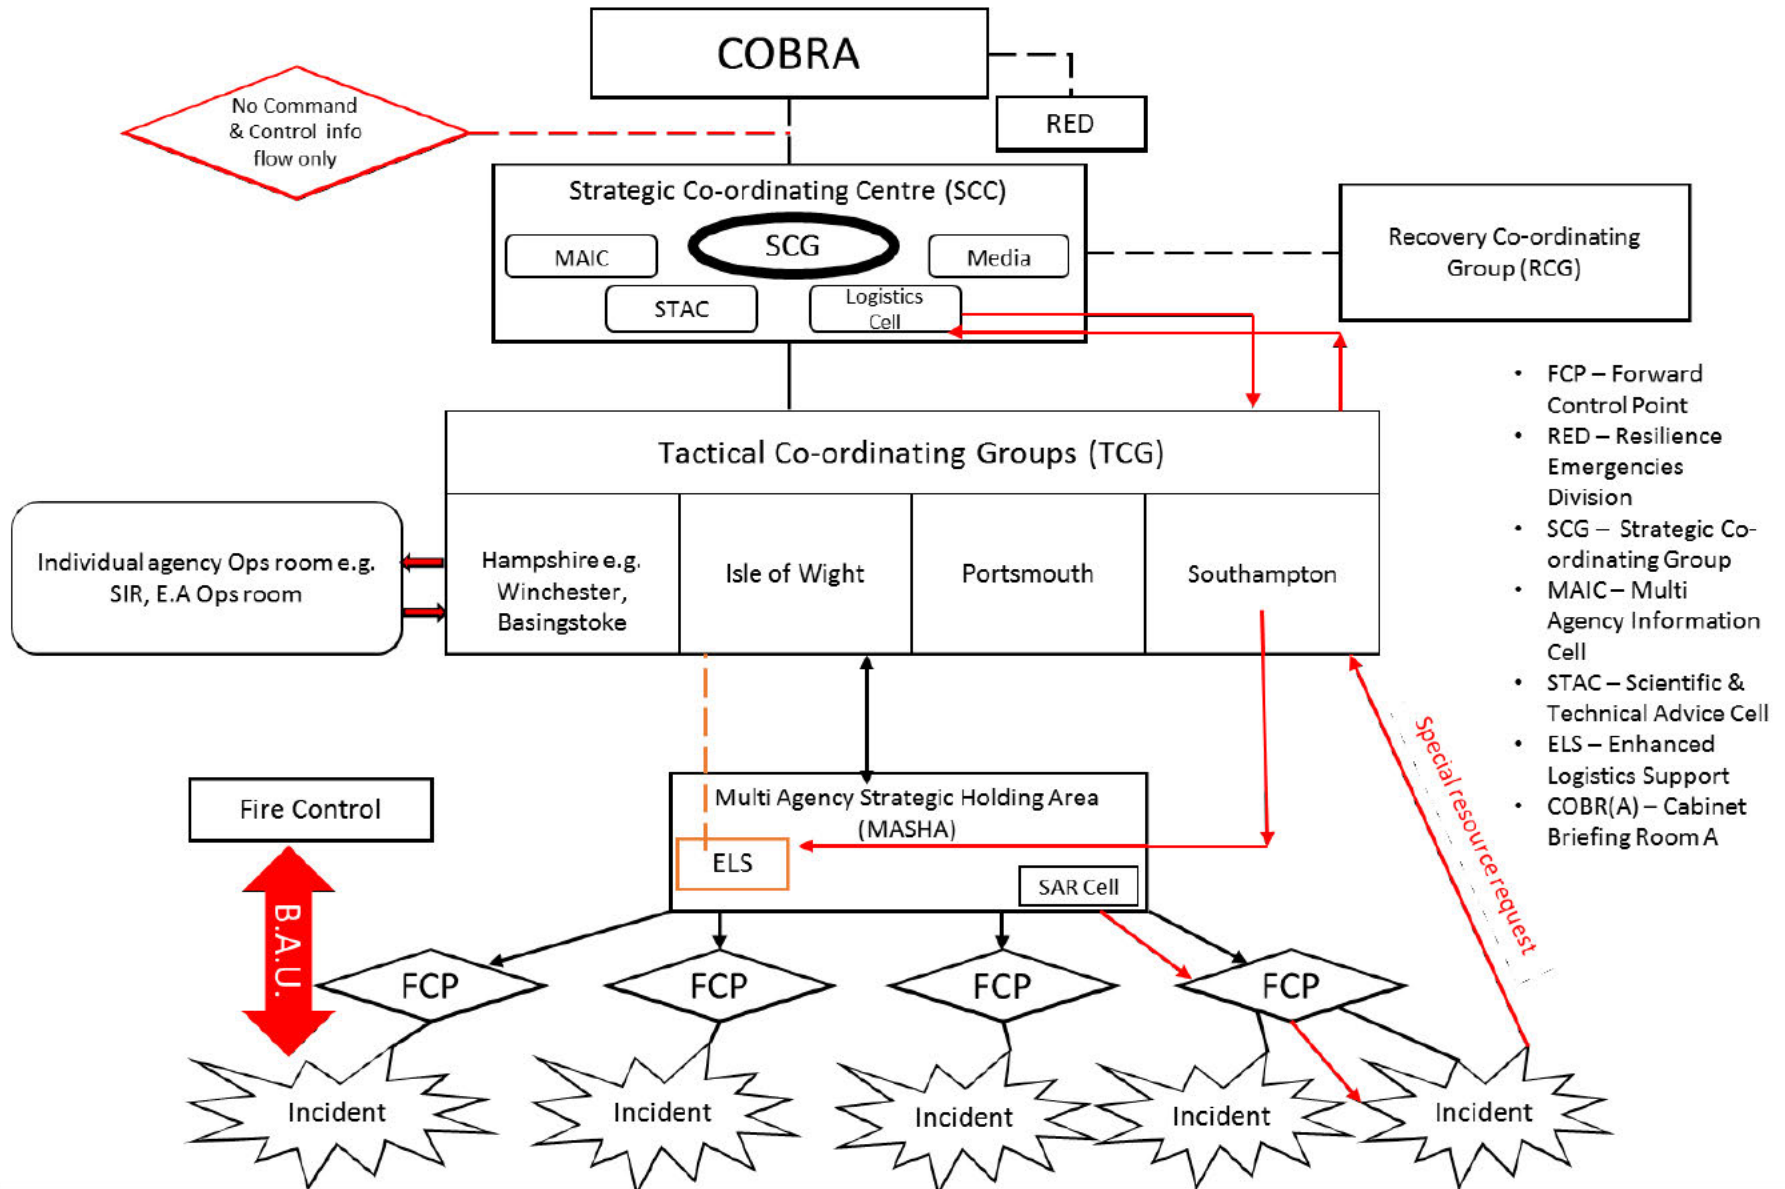 COBRA
RED
No Command
& Control info
flow only
Strategic Co-ordinating Centre (SCC)
SCG
MAIC
Media
STAC
Logistics
Cell
Recovery Co-ordinating
Group (RCG)
Tactical Co-ordinating Groups (TCG)
Hampshire e.g.
Winchester,
Basingstoke
Isle of Wight
Portsmouth
Southampton
Individual agency Ops room e.g.
SIR, E.A Ops room
• FCP – Forward
Control Point
• RED – Resilience
Emergencies
Division
• SCG – Strategic Co-
ordinating Group
• MAIC – Multi
Agency Information
Cell
• STAC – Scientific &
Technical Advice Cell
• ELS – Enhanced
Logistics Support
• COBR(A) – Cabinet
Briefing Room A
Special resource request
Fire Control
B.A.U.
Multi Agency Strategic Holding Area
(MASHA)
ELS
SAR Cell
FCP
FCP
FCP
FCP
Incident
Incident
Incident
Incident
Incident